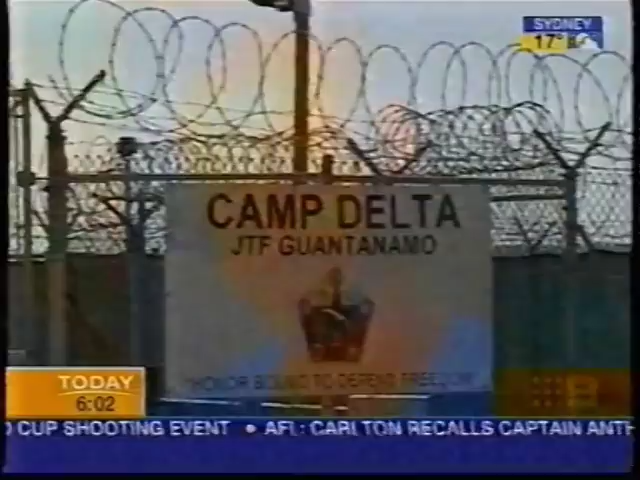 SYDNEY
17°
CAMP DELTA
JTF GUANTANAMO
"HONOR BOUND TO DEFEND FREEDOM"
TODAY
6:02
CUP SHOOTING EVENT • AFL: CARLTON RECALLS CAPTAIN ANTH